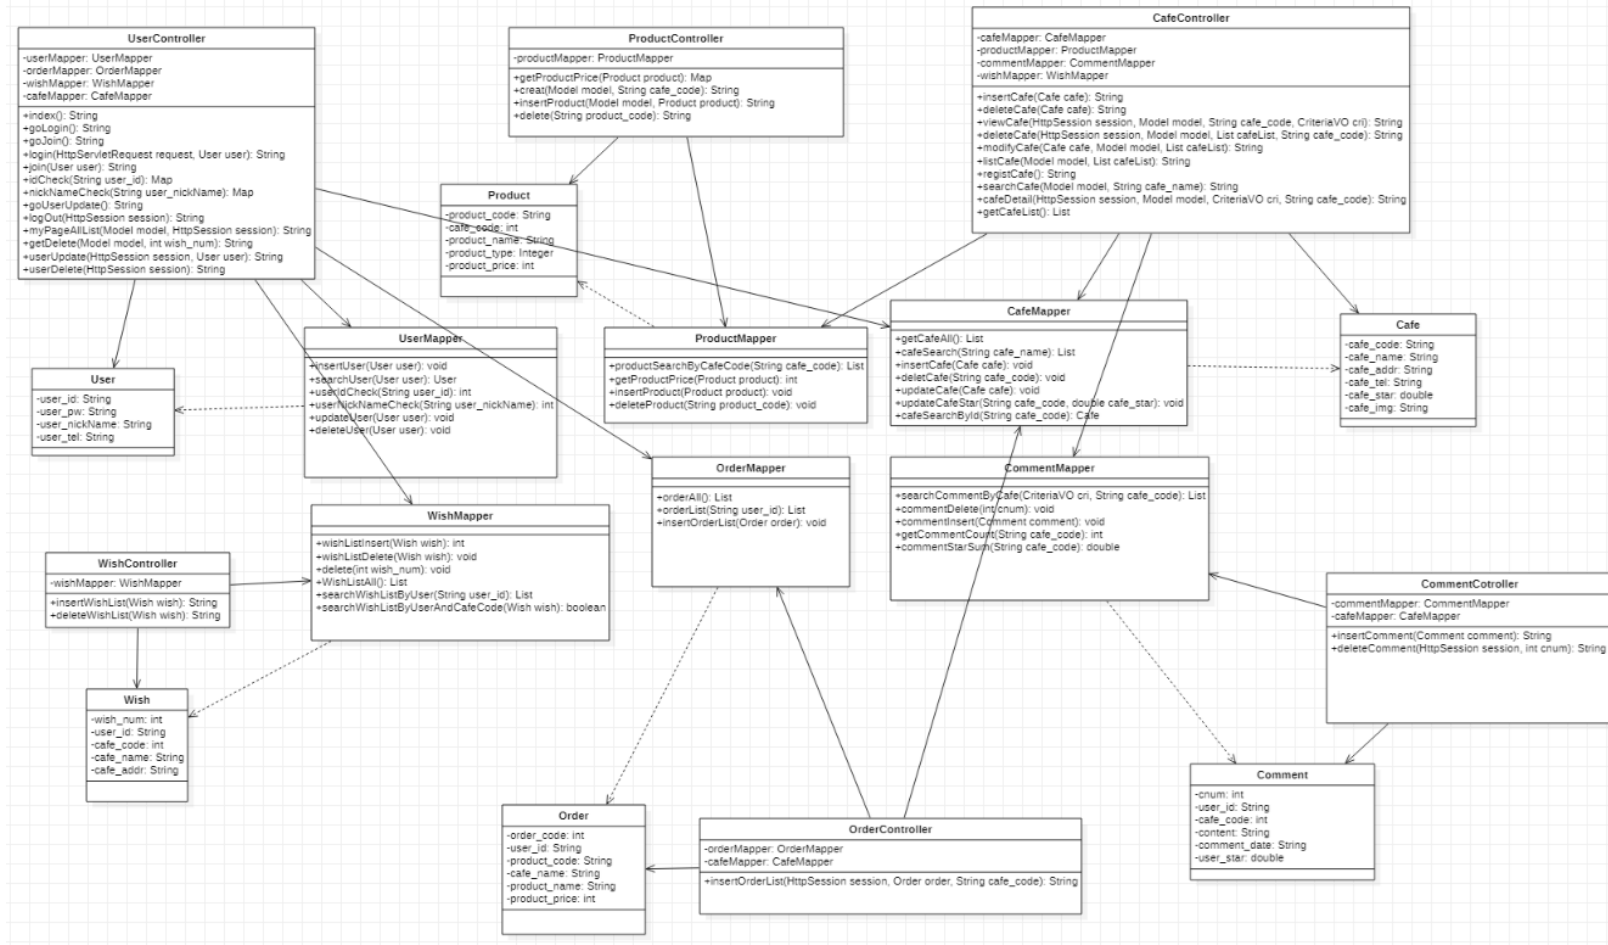 UserController
-userMapper: UserMapper
-orderMapper: OrderMapper
-wishMapper: WishMapper
-cafeMapper: CafeMapper
+index(): String
+goLogin(): String
+goJoin(): String
+login(HttpServletRequest request, User user): String
+join(User user): String
+idCheck(String user_id): Map
+nickNameCheck(String user_nickName): Map
+goUserUpdate(): String
+logOut(HttpSession session): String
+myPageAllList(Model model, HttpSession session): String
+getDelete(Model model, int wish_num): String
+userUpdate(HttpSession session, User user): String
+userDelete(HttpSession session): String
ProductController
-productMapper: ProductMapper
+getProductPrice(Product product): Map
+creat(Model model, String cafe_code): String
+insertProduct(Model model, Product product): String
+delete(String product_code): String
CafeController
-cafeMapper: CafeMapper
-productMapper: ProductMapper
-commentMapper: CommentMapper
-wishMapper: WishMapper
+insertCafe(Cafe cafe): String
+deleteCafe(Cafe cafe): String
+viewCafe(HttpSession session, Model model, String cafe_code, CriteriaVO cri): String
+deleteCafe(HttpSession session, Model model, List cafeList, String cafe_code): String
+modifyCafe(Cafe cafe, Model model, List cafeList): String
+listCafe(Model model, List cafeList): String
+registCafe(): String
+searchCafe(Model model, String cafe_name): String
+cafeDetail(HttpSession session, Model model, CriteriaVO cri, String cafe_code): String
+getCafeList(): List
Product
-product_code: String
-cafe_code: int
-product_name: String
-product_type: Integer
-product_price: int
UserMapper
+insertUser(User user): void
+searchUser(User user): User
+userIdCheck(String user_id): int
+userNickNameCheck(String user_nickName): int
+updateUser(User user): void
+deleteUser(User user): void
ProductMapper
+productSearchByCafeCode(String cafe_code): List
+getProductPrice(Product product): int
+insertProduct(Product product): void
+deleteProduct(String product_code): void
CafeMapper
+getCafeAll(): List
+cafeSearch(String cafe_name): List
+insertCafe(Cafe cafe): void
+deletCafe(String cafe_code): void
+updateCafe(Cafe cafe): void
+updateCafeStar(String cafe_code, double cafe_star): void
+cafeSearchById(String cafe_code): Cafe
Cafe
-cafe_code: String
-cafe_name: String
-cafe_addr: String
-cafe_tel: String
-cafe_star: double
-cafe_img: String
User
-user_id: String
-user_pw: String
-user_nickName: String
-user_tel: String
OrderMapper
+orderAll(): List
+orderList(String user_id): List
+insertOrderList(Order order): void
CommentMapper
+searchCommentByCafe(CriteriaVO cri, String cafe_code): List
+commentDelete(int cnum): void
+commentInsert(Comment comment): void
+getCommentCount(String cafe_code): int
+commentStarSum(String cafe_code): double
WishMapper
+wishListInsert(Wish wish): int
+wishListDelete(Wish wish): void
+delete(int wish_num): void
+WishListAll(): List
+searchWishListByUser(String user_id): List
+searchWishListByUserAndCafeCode(Wish wish): boolean
WishController
-wishMapper: WishMapper
+insertWishList(Wish wish): String
+deleteWishList(Wish wish): String
CommentCotroller
-commentMapper: CommentMapper
-cafeMapper: CafeMapper
+insertComment(Comment comment): String
+deleteComment(HttpSession session, int cnum): String
Wish
-wish_num: int
-user_id: String
-cafe_code: int
-cafe_name: String
-cafe_addr: String
Order
-order_code: int
-user_id: String
-product_code: String
-cafe_name: String
-product_name: String
-product_price: int
OrderController
-orderMapper: OrderMapper
-cafeMapper: CafeMapper
+insertOrderList(HttpSession session, Order order, String cafe_code): String
Comment
-cnum: int
-user_id: String
-cafe_code: int
-content: String
-comment_date: String
-user_star: double